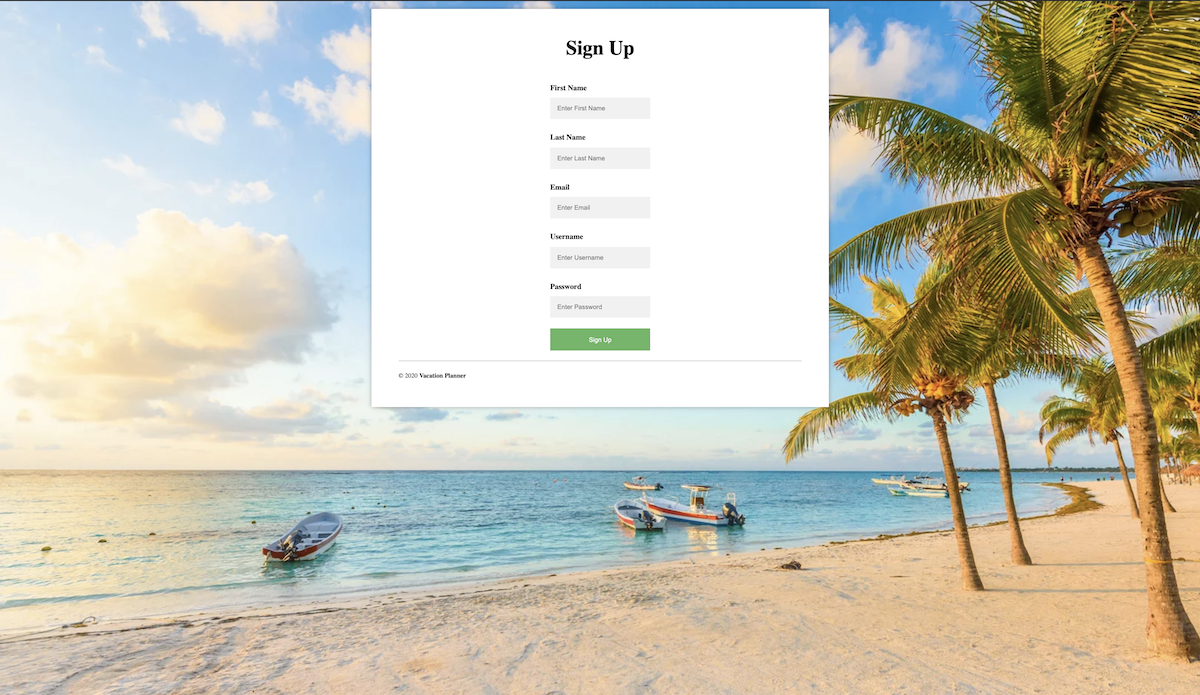 Sign Up
First Name
Enter First Name
Last Name
Enter Last Name
Email
Enter Email
Username
Enter Username
Password
Enter Password
Sign Up
© 2020 Vacation Planner